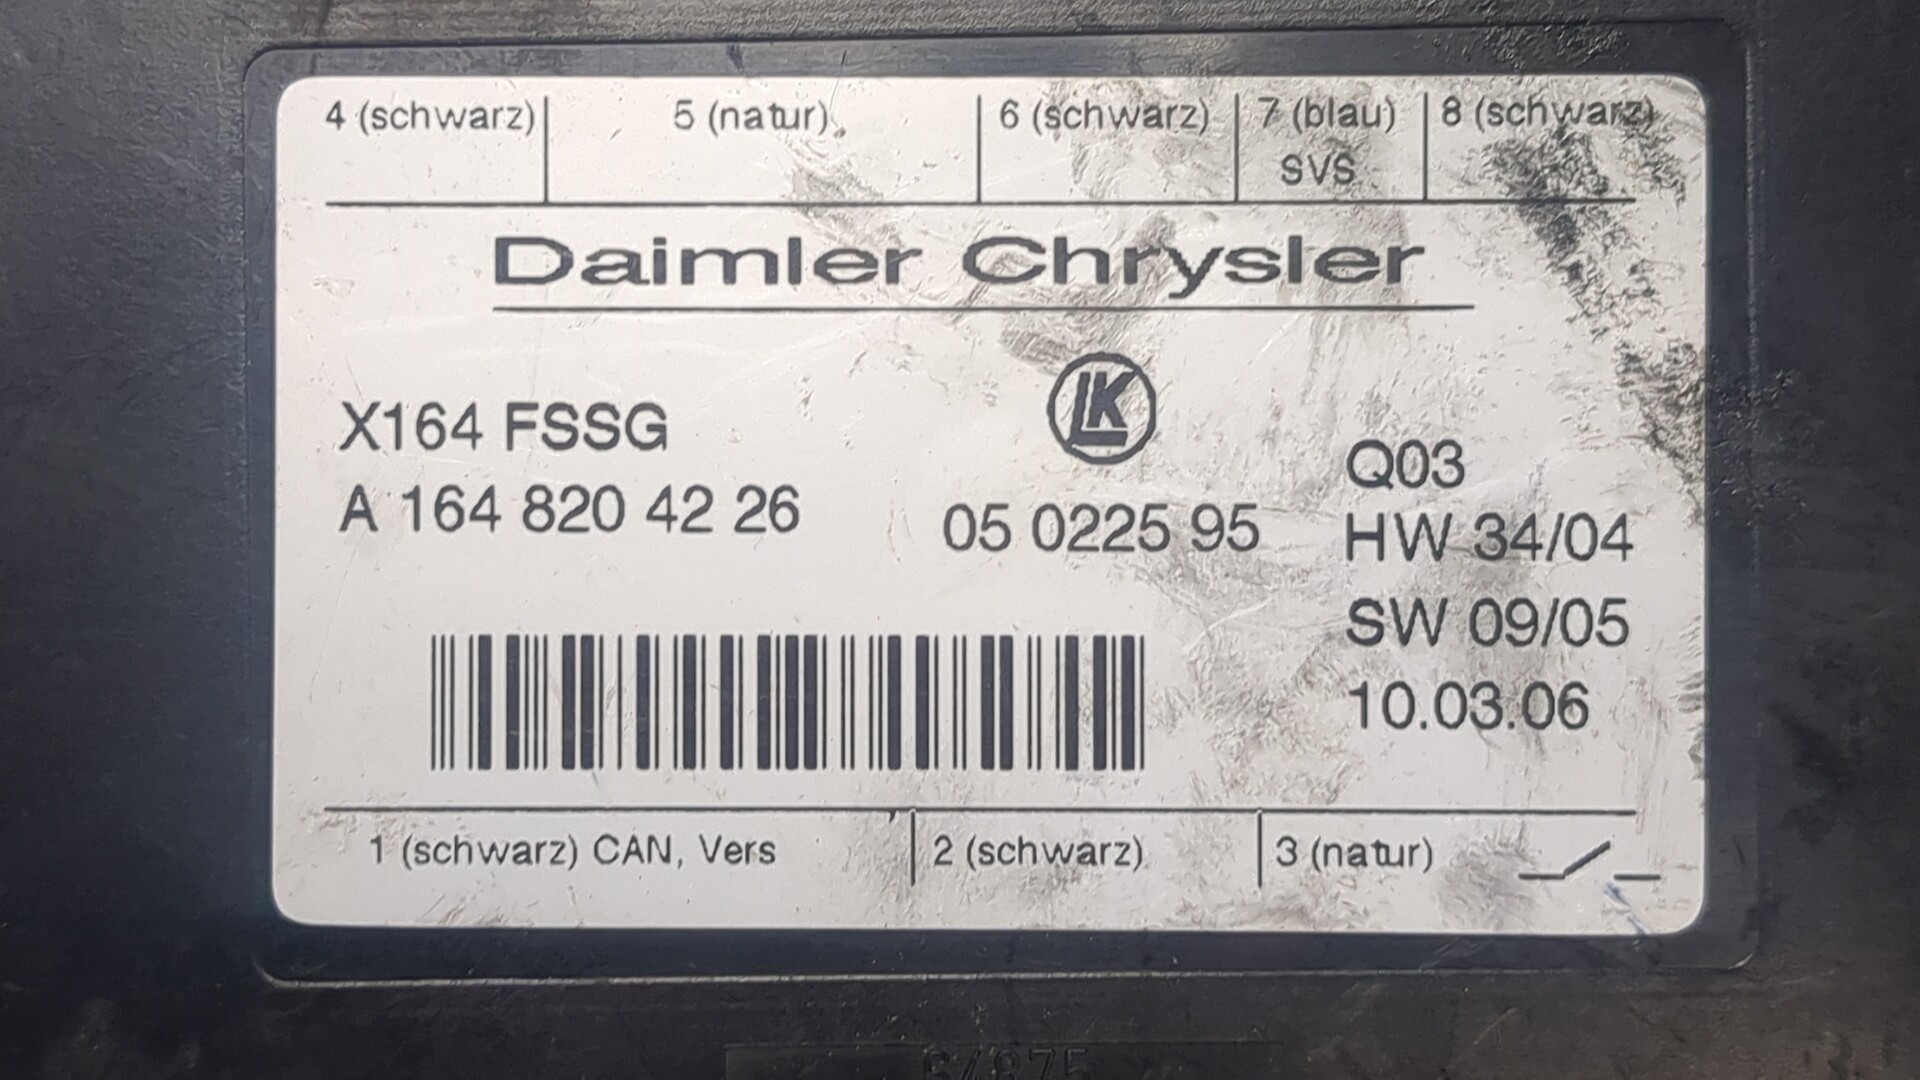 4 (schwarz) 5 (natur) 6 (schwarz) 7 (blau) 8 (schwarz)
SVS
Daimler Chrysler
LK
X164 FSSG
Q03
A 164 820 42 26 05 0225 95 HW 34/04
SW 09/05
10.03.06
1 (schwarz) CAN, Vers 2 (schwarz) 3 (natur)